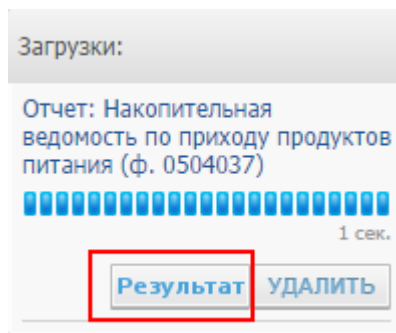 Загрузки:
Отчет: Накопительная
ведомость по приходу продуктов
питания (ф. 0504037)
1 сек.
Результат УДАЛИТЬ